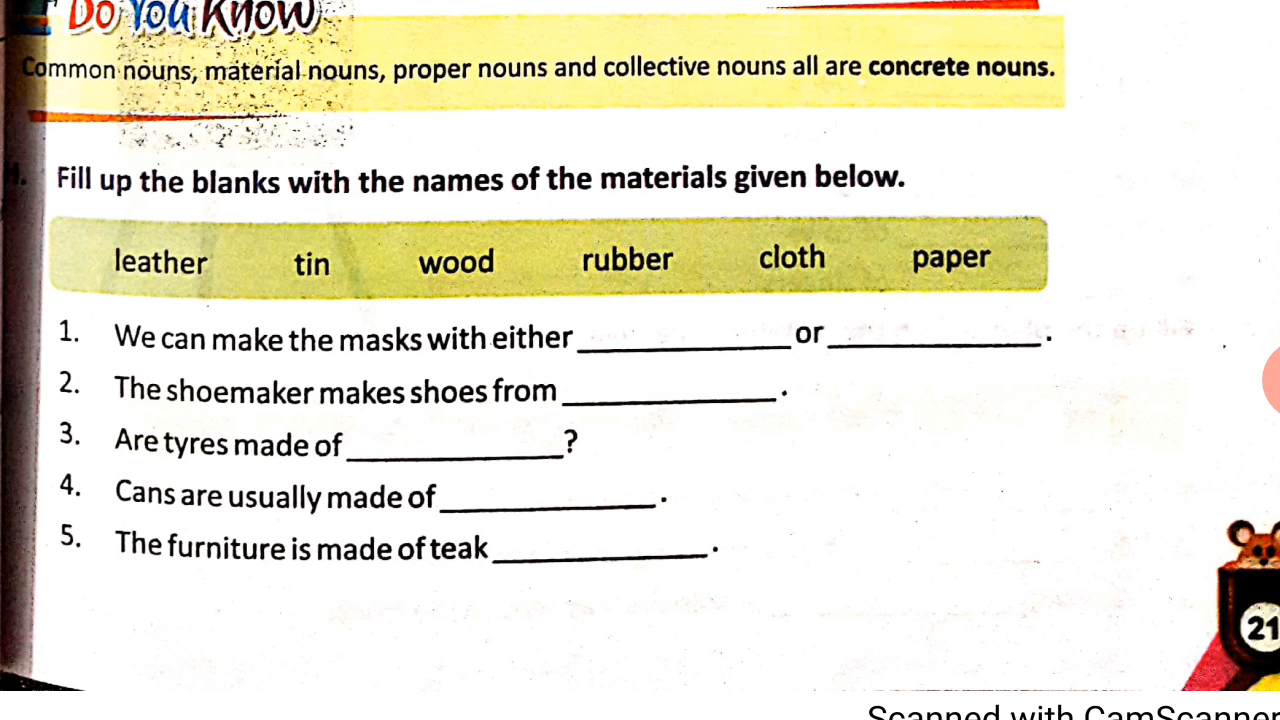 Do You Know
Common nouns, material nouns, proper nouns and collective nouns all are concrete nouns.
Fill up the blanks with the names of the materials given below.
leather tin wood rubber cloth paper
1. We can make the masks with either ____________ or ____________.
2. The shoemaker makes shoes from ____________.
3. Are tyres made of ____________?
4. Cans are usually made of ____________.
5. The furniture is made of teak ____________.
21
Scanned with CamScanner